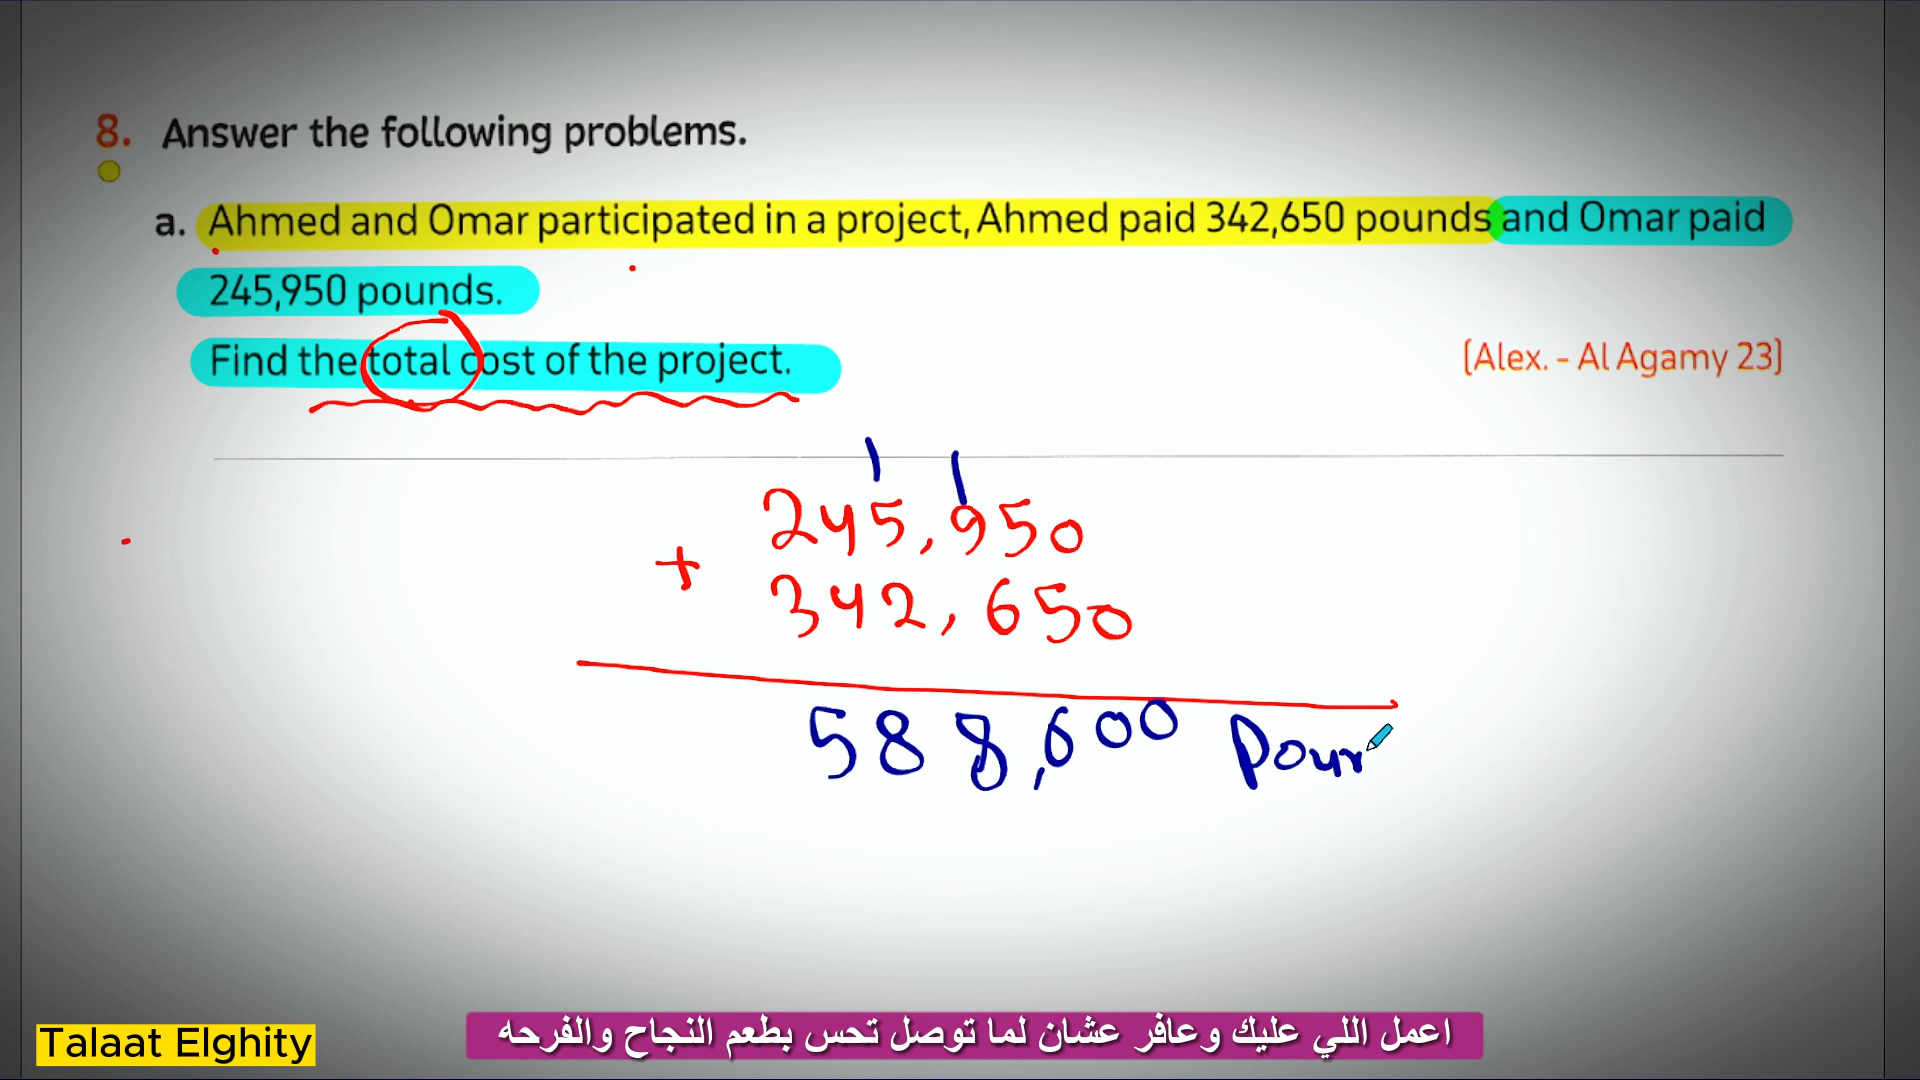 8. Answer the following problems.
a. Ahmed and Omar participated in a project, Ahmed paid 342,650 pounds and Omar paid
245,950 pounds.
Find the total cost of the project.
(Alex. - Al Agamy 23)
1 1
245,950
+ 342,650
588,600 Poun
Talaat Elghity
اعمل اللي عليك وعافر عشان لما توصل تحس بطعم النجاح والفرحه